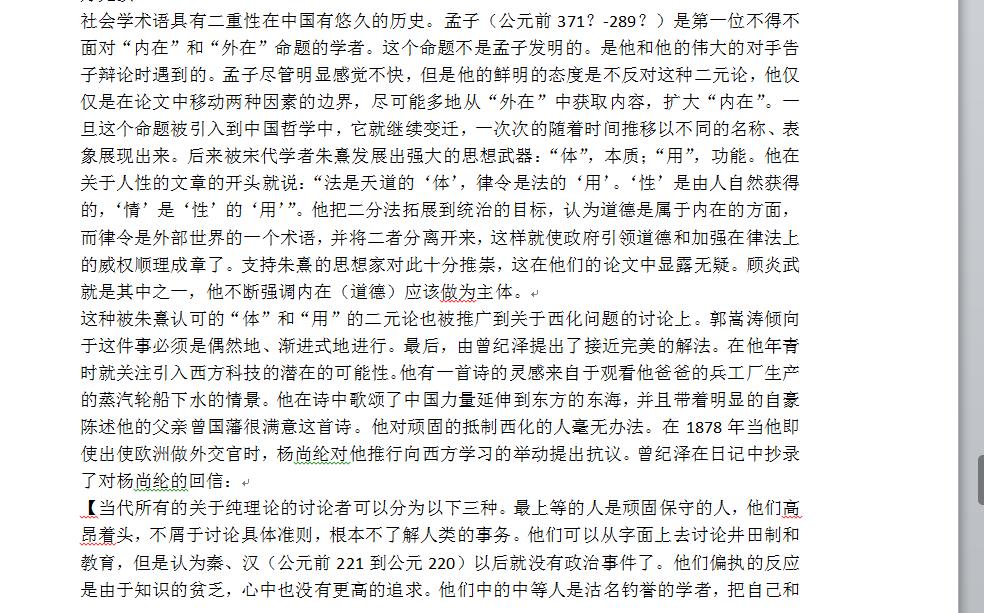 社会学术语具有二重性在中国有悠久的历史。孟子（公元前 371？-289？）是第一位不得不
面对“内在”和“外在”命题的学者。这个命题不是孟子发明的。是他和他的伟大的对手告
子辩论时遇到的。孟子尽管明显感觉不快，但是他的鲜明的态度是不反对这种二元论，他仅
仅是在论文中移动两种因素的边界，尽可能多地从“外在”中获取内容，扩大“内在”。一
旦这个命题被引入到中国哲学中，它就继续变迁，一次次的随着时间推移以不同的名称、表
象展现出来。后来被宋代学者朱熹发展出强大的思想武器：“体”，本质；“用”，功能。他在
关于人性的文章的开头就说：“法是天道的‘体’，律令是法的‘用’。‘性’是由人自然获得
的，‘情’是‘性’的‘用’”。他把二分法拓展到统治的目标，认为道德是属于内在的方面，
而律令是外部世界的一个术语，并将二者分离开来，这样就使政府引领道德和加强在律法上
的威权顺理成章了。支持朱熹的思想家对此十分推崇，这在他们的论文中显露无疑。顾炎武
就是其中之一，他不断强调内在（道德）应该做为主体。
这种被朱熹认可的“体”和“用”的二元论也被推广到关于西化问题的讨论上。郭嵩涛倾向
于这件事必须是偶然地、渐进式地进行。最后，由曾纪泽提出了接近完美的解法。在他年青
时就关注引入西方科技的潜在的可能性。他有一首诗的灵感来自于观看他爸爸的兵工厂生产
的蒸汽轮船下水的情景。他在诗中歌颂了中国力量延伸到东方的东海，并且带着明显的自豪
陈述他的父亲曾国藩很满意这首诗。他对顽固的抵制西化的人毫无办法。在 1878 年当他即
使出使欧洲做外交官时，杨尚纶对他推行向西方学习的举动提出抗议。曾纪泽在日记中抄录
了对杨尚纶的回信：
【当代所有的关于纯理论的讨论者可以分为以下三种。最上等的人是顽固保守的人，他们高
昂着头，不屑于讨论具体准则，根本不了解人类的事务。他们可以从字面上去讨论井田制和
教育，但是认为秦、汉（公元前 221 到公元 220）以后就没有政治事件了。他们偏执的反应
是由于知识的贫乏，心中也没有更高的追求。他们中的中等人是沽名钓誉的学者，把自己和